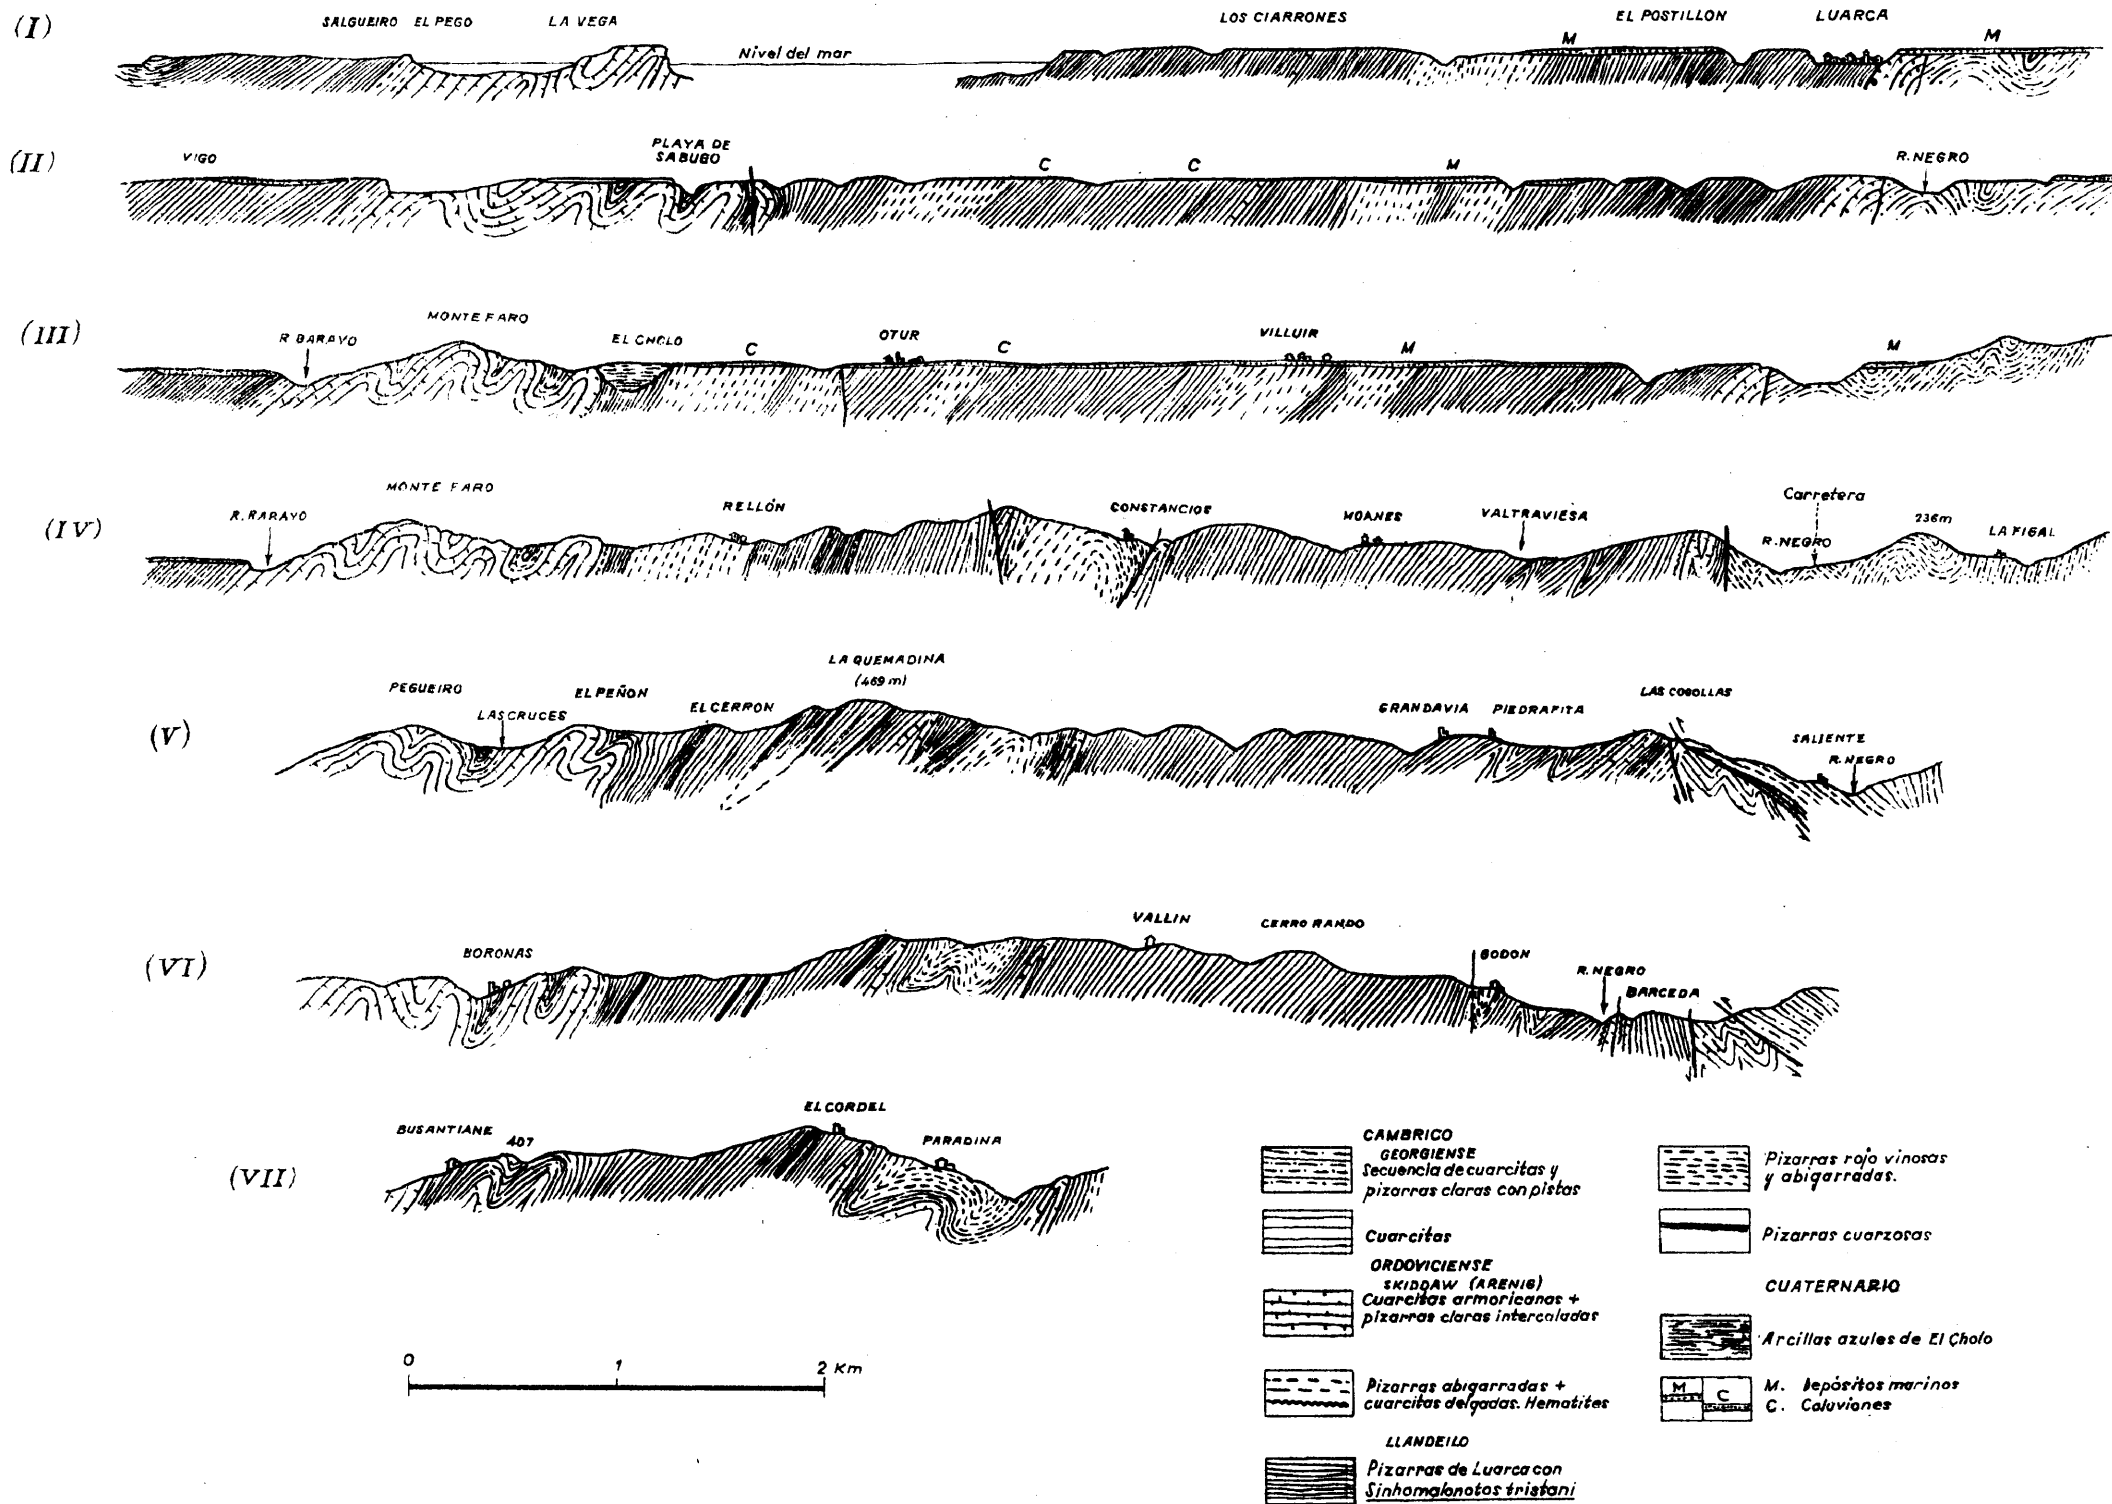 (I)
SALGUEIRO EL PEGO LA VEGA LOS CIARRONES EL POSTILLON LUARCA
Nivel del mar M M
(II)
VIGO
PLAYA DE
SABUGO
C C M R. NEGRO
(III)
R BARAYO MONTE FARO EL CHOLO C OTUR C VILLUIR M M
(IV)
R. BARAYO MONTE FARO RELLÓN CONSTANCIOS MOANES VALTRAVIESA Carretera
R. NEGRO 236m LA FIGAL
(V)
PEGUEIRO LAS CRUCES EL PEÑON EL CERRON LA QUEMADINA
(469 m)
GRANDAVIA PIEDRAFITA LAS COGOLLAS SALIENTE
R. NEGRO
(VI)
BORONAS VALLIN CERRO RANDO BODON R. NEGRO BARCEDA
(VII)
BUSANTIANE 407 EL CORDEL PARADINA
0 1 2 Km
CAMBRICO
GEORGIENSE
Secuencia de cuarcitas y
pizarras claras con pistas
Cuarcitas
ORDOVICIENSE
SKIDDAW (ARENIG)
Cuarcitas armoricanas +
pizarras claras intercaladas
Pizarras abigarradas +
cuarcitas delgadas. Hematites
LLANDEILO
Pizarras de Luarca con
Sinhomalonotos tristani
Pizarras rojo vinosas
y abigarradas.
Pizarras cuarzosas
CUATERNARIO
Arcillas azules de El Cholo
M C
M. Depósitos marinos
C. Coluviones